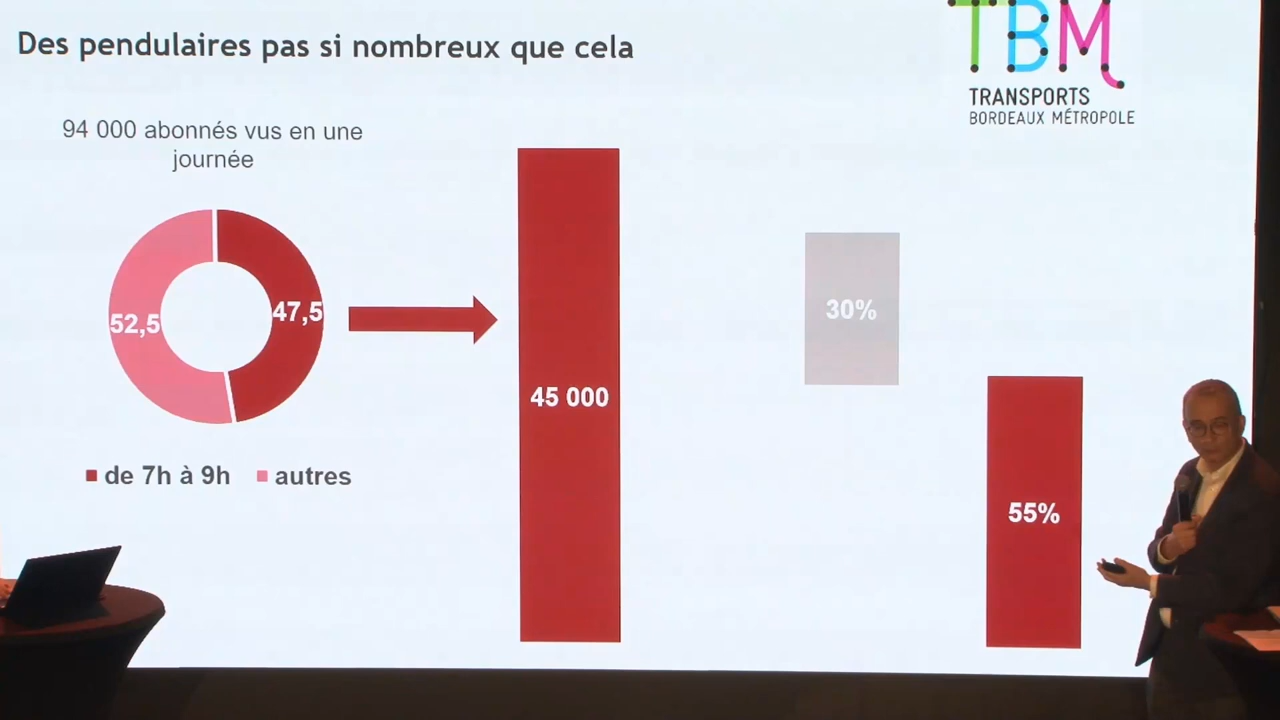 Des pendulaires pas si nombreux que cela
TBM
TRANSPORTS
BORDEAUX MÉTROPOLE
94 000 abonnés vus en une
journée
52,5
47,5
45 000
30%
55%
de 7h à 9h
autres